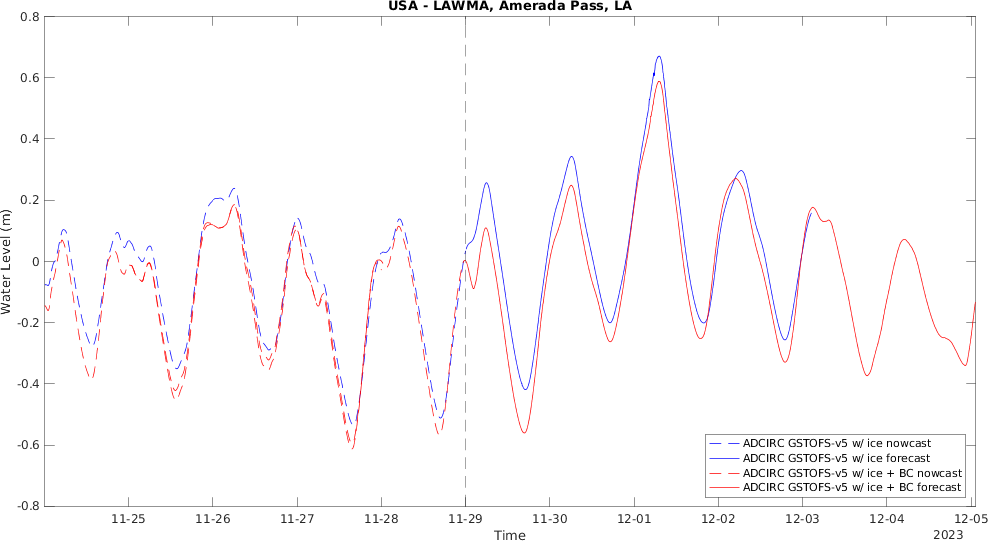 USA - LAWMA, Amerada Pass, LA
0.8
0.6
0.4
0.2
0
-0.2
-0.4
-0.6
-0.8
Water Level (m)
11-25 11-26 11-27 11-28 11-29 11-30 12-01 12-02 12-03 12-04 12-05
Time
2023
ADCIRC GSTOFS-v5 w/ ice nowcast
ADCIRC GSTOFS-v5 w/ ice forecast
ADCIRC GSTOFS-v5 w/ ice + BC nowcast
ADCIRC GSTOFS-v5 w/ ice + BC forecast